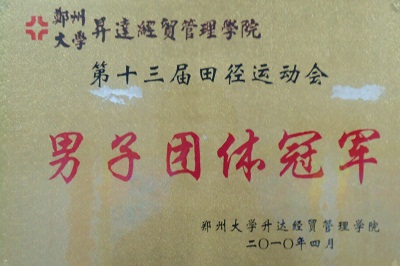 郑州大学昇達經贸管理學院
第十三届田径运动会
男子团体冠军
郑州大学升达经贸管理学院
二〇一〇年四月